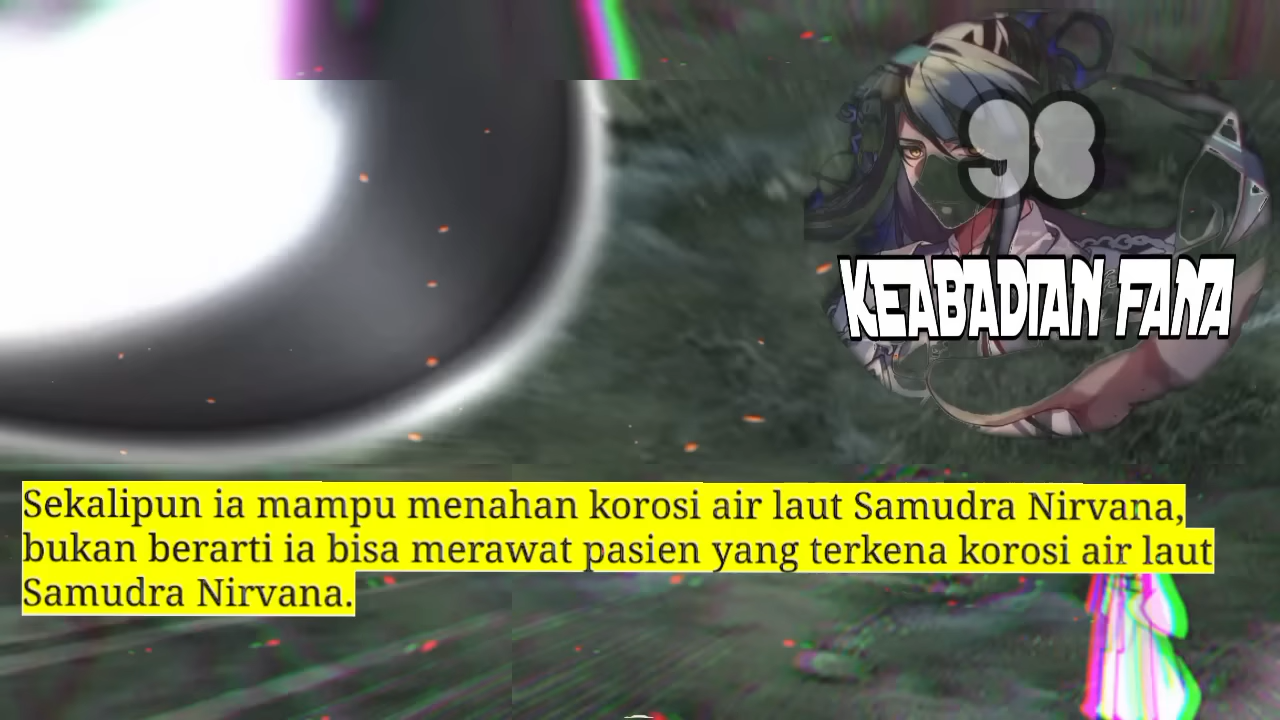 98
KEABADIAN FANA
Sekalipun ia mampu menahan korosi air laut Samudra Nirvana,
bukan berarti ia bisa merawat pasien yang terkena korosi air laut
Samudra Nirvana.